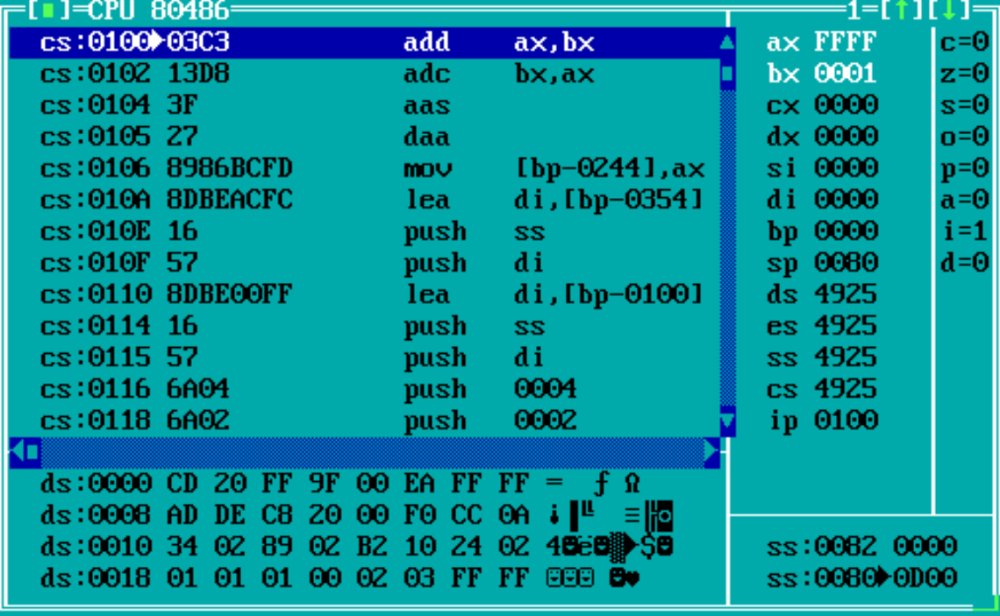 [■]=CPU 80486 1=[↑][↓]
cs:0100►03C3 add ax,bx ▲ ax FFFF c=0
cs:0102 13D8 adc bx,ax bx 0001 z=0
cs:0104 3F aas cx 0000 s=0
cs:0105 27 daa dx 0000 o=0
cs:0106 8986BCFD mov [bp-0244],ax si 0000 p=0
cs:010A 8DBEACFC lea di,[bp-0354] di 0000 a=0
cs:010E 16 push ss bp 0000 i=1
cs:010F 57 push di sp 0080 d=0
cs:0110 8DBE00FF lea di,[bp-0100] ds 4925
cs:0114 16 push ss es 4925
cs:0115 57 push di ss 4925
cs:0116 6A04 push 0004 cs 4925
cs:0118 6A02 push 0002 ▼ ip 0100
ds:0000 CD 20 FF 9F 00 EA FF FF = ƒ Ω
ds:0008 AD DE C8 20 00 F0 CC 0A ¡▐╚ ≡╠◙
ds:0010 34 02 89 02 B2 10 24 02 4☻ë☻▓►$☻ ss:0082 0000
ds:0018 01 01 01 00 02 03 FF FF ☺☺☺ ☻♥ ss:0080►0D00